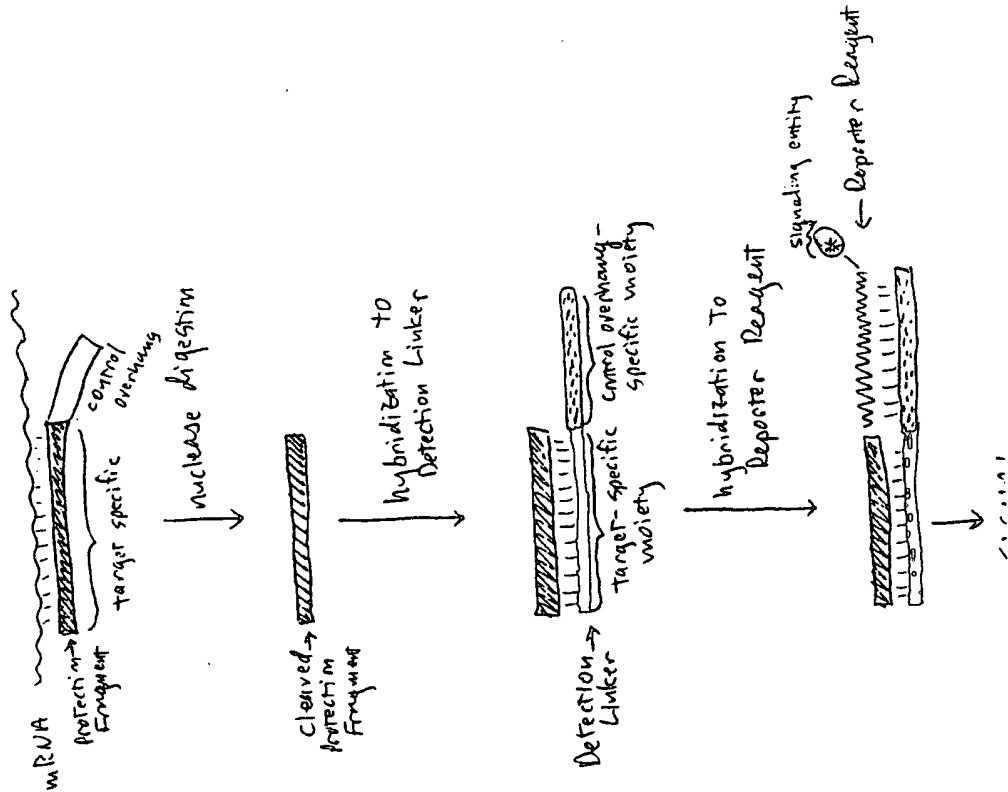 mRNA
Protection
Fragment
target specific
control
overhang
nuclease digestion
Cleaved
Protection
Fragment
hybridization to
Detection Linker
Detection
Linker
target-specific
moiety
control overhang-
specific moiety
hybridization To
Reporter Reagent
signaling entity
Reporter Reagent